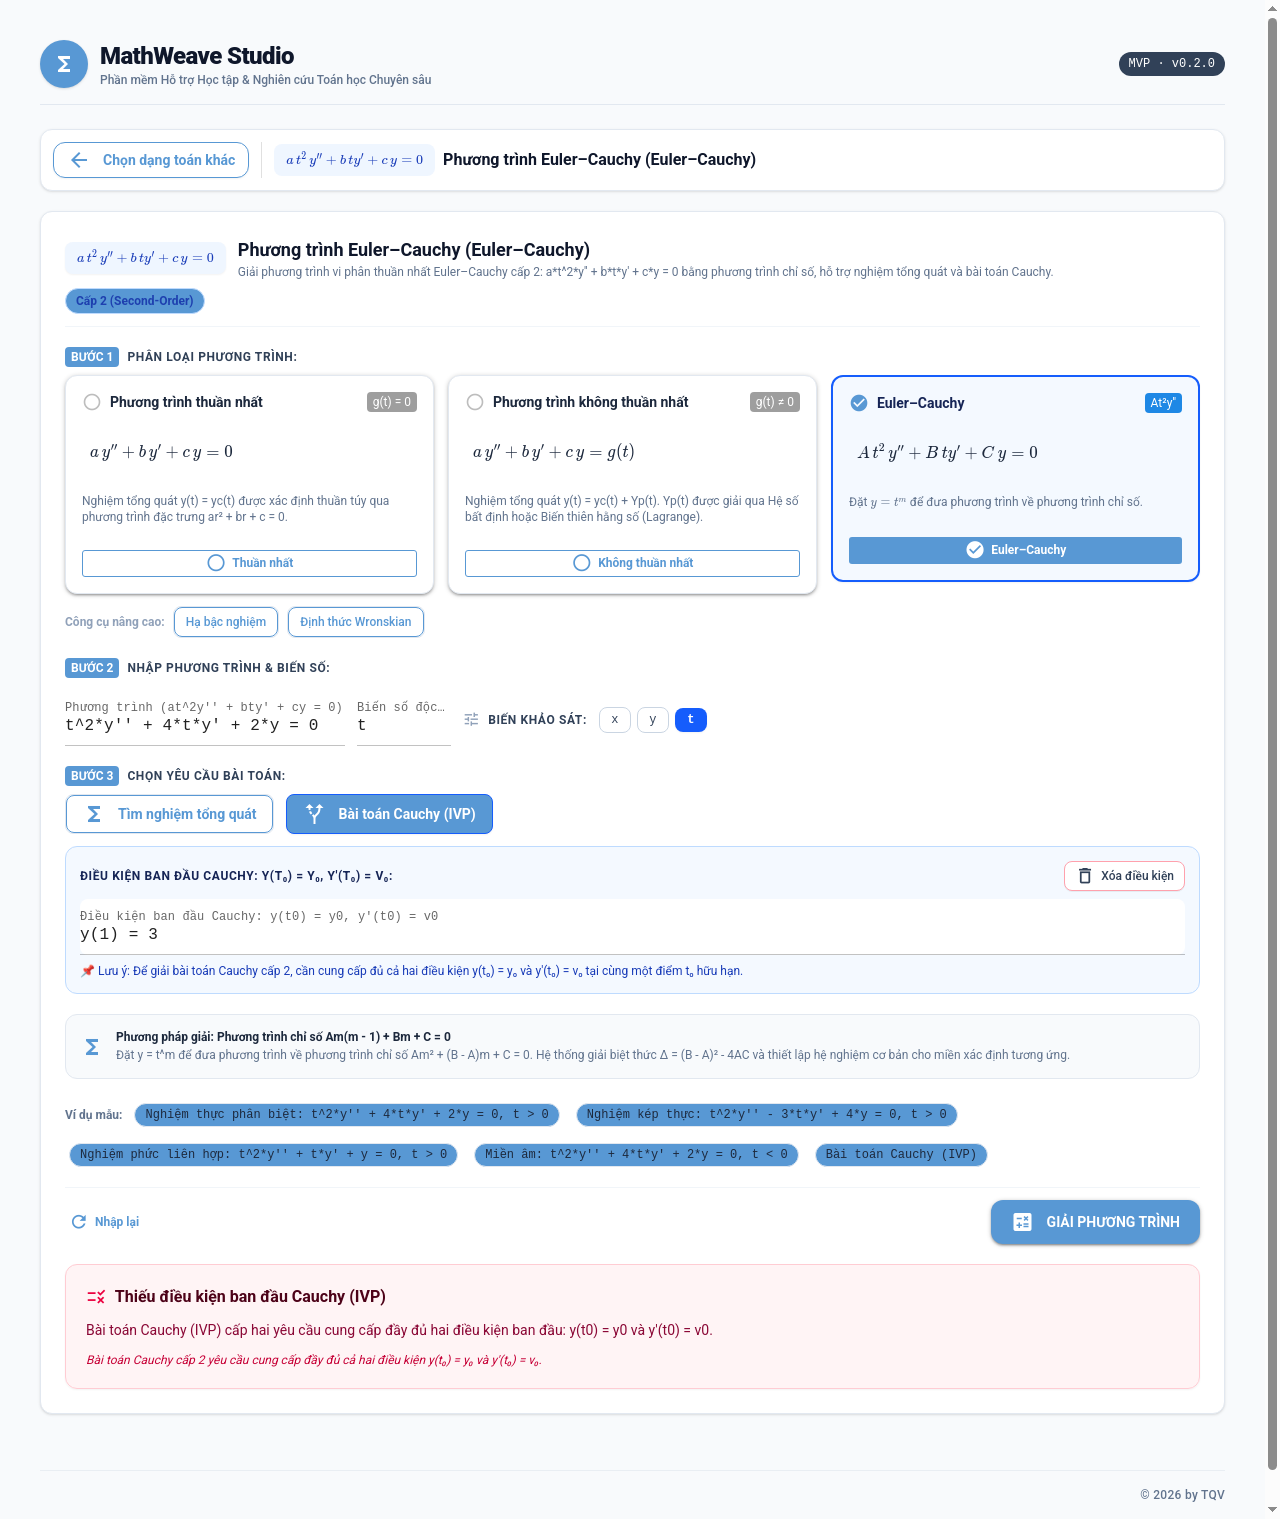 Σ MathWeave Studio
Phần mềm Hỗ trợ Học tập & Nghiên cứu Toán học Chuyên sâu
MVP · v0.2.0
Chọn dạng toán khác
a t² y″ + b ty′ + c y = 0
Phương trình Euler–Cauchy (Euler–Cauchy)
a t² y″ + b ty′ + c y = 0
Phương trình Euler–Cauchy (Euler–Cauchy)
Giải phương trình vi phân thuần nhất Euler–Cauchy cấp 2: a*t^2*y'' + b*t*y' + c*y = 0 bằng phương trình chỉ số, hỗ trợ nghiệm tổng quát và bài toán Cauchy.
Cấp 2 (Second-Order)
BƯỚC 1 PHÂN LOẠI PHƯƠNG TRÌNH:
Phương trình thuần nhất
g(t) = 0
a y″ + b y′ + c y = 0
Nghiệm tổng quát y(t) = yc(t) được xác định thuần túy qua
phương trình đặc trưng ar² + br + c = 0.
Thuần nhất
Phương trình không thuần nhất
g(t) ≠ 0
a y″ + b y′ + c y = g(t)
Nghiệm tổng quát y(t) = yc(t) + Yp(t). Yp(t) được giải qua Hệ số
bất định hoặc Biến thiên hằng số (Lagrange).
Không thuần nhất
Euler–Cauchy
At²y''
A t² y″ + B ty′ + C y = 0
Đặt y = tᵐ để đưa phương trình về phương trình chỉ số.
Euler–Cauchy
Công cụ nâng cao:
Hạ bậc nghiệm
Định thức Wronskian
BƯỚC 2 NHẬP PHƯƠNG TRÌNH & BIẾN SỐ:
Phương trình (at^2y'' + bty' + cy = 0)
t^2*y'' + 4*t*y' + 2*y = 0
Biến số độc…
t
BIẾN KHẢO SÁT:
x
y
t
BƯỚC 3 CHỌN YÊU CẦU BÀI TOÁN:
Σ Tìm nghiệm tổng quát
Bài toán Cauchy (IVP)
ĐIỀU KIỆN BAN ĐẦU CAUCHY: Y(T₀) = Y₀, Y'(T₀) = V₀:
Xóa điều kiện
Điều kiện ban đầu Cauchy: y(t0) = y0, y'(t0) = v0
y(1) = 3
📌 Lưu ý: Để giải bài toán Cauchy cấp 2, cần cung cấp đủ cả hai điều kiện y(t₀) = y₀ và y'(t₀) = v₀ tại cùng một điểm t₀ hữu hạn.
Σ Phương pháp giải: Phương trình chỉ số Am(m - 1) + Bm + C = 0
Đặt y = t^m để đưa phương trình về phương trình chỉ số Am² + (B - A)m + C = 0. Hệ thống giải biệt thức Δ = (B - A)² - 4AC và thiết lập hệ nghiệm cơ bản cho miền xác định tương ứng.
Ví dụ mẫu:
Nghiệm thực phân biệt: t^2*y'' + 4*t*y' + 2*y = 0, t > 0
Nghiệm kép thực: t^2*y'' - 3*t*y' + 4*y = 0, t > 0
Nghiệm phức liên hợp: t^2*y'' + t*y' + y = 0, t > 0
Miền âm: t^2*y'' + 4*t*y' + 2*y = 0, t < 0
Bài toán Cauchy (IVP)
Nhập lại
GIẢI PHƯƠNG TRÌNH
Thiếu điều kiện ban đầu Cauchy (IVP)
Bài toán Cauchy (IVP) cấp hai yêu cầu cung cấp đầy đủ hai điều kiện ban đầu: y(t0) = y0 và y'(t0) = v0.
Bài toán Cauchy cấp 2 yêu cầu cung cấp đầy đủ cả hai điều kiện y(t₀) = y₀ và y'(t₀) = v₀.
© 2026 by TQV